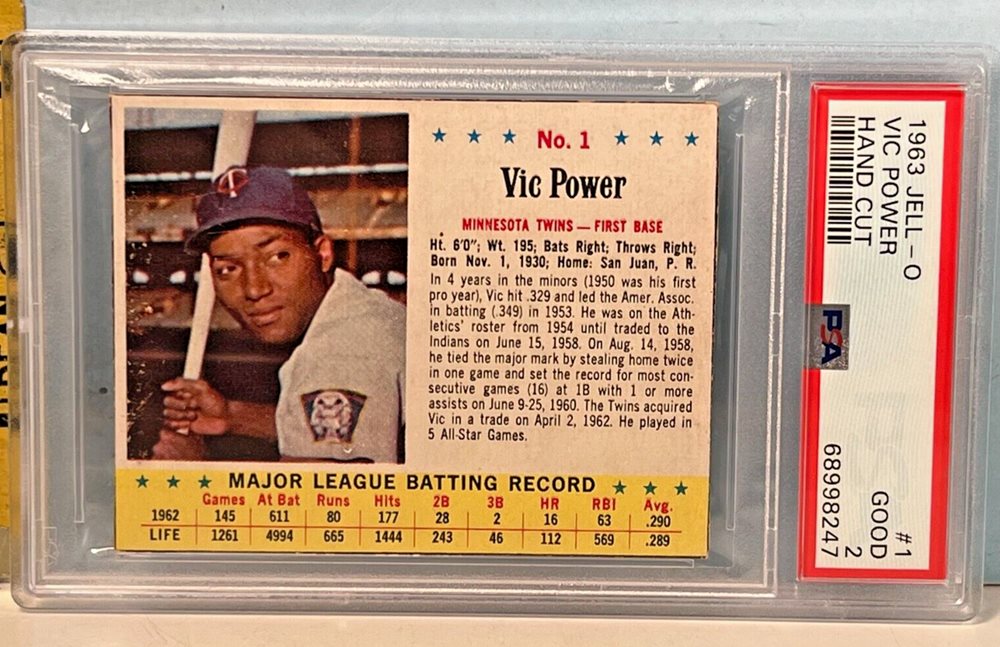 No. 1
Vic Power
MINNESOTA TWINS — FIRST BASE
Ht. 6'0"; Wt. 195; Bats Right; Throws Right;
Born Nov. 1, 1930; Home: San Juan, P. R.
In 4 years in the minors (1950 was his first
pro year), Vic hit .329 and led the Amer. Assoc.
in batting (.349) in 1953. He was on the Ath-
letics' roster from 1954 until traded to the
Indians on June 15, 1958. On Aug. 14, 1958,
he tied the major mark by stealing home twice
in one game and set the record for most con-
secutive games (16) at 1B with 1 or more
assists on June 9-25, 1960. The Twins acquired
Vic in a trade on April 2, 1962. He played in
5 All-Star Games.
MAJOR LEAGUE BATTING RECORD
Games At Bat Runs Hits 2B 3B HR RBI Avg.
1962 145 611 80 177 28 2 16 63 .290
LIFE 1261 4994 665 1444 243 46 112 569 .289
T
1963 JELL-O
VIC POWER
HAND CUT
PSA
#1
GOOD
2
68998247